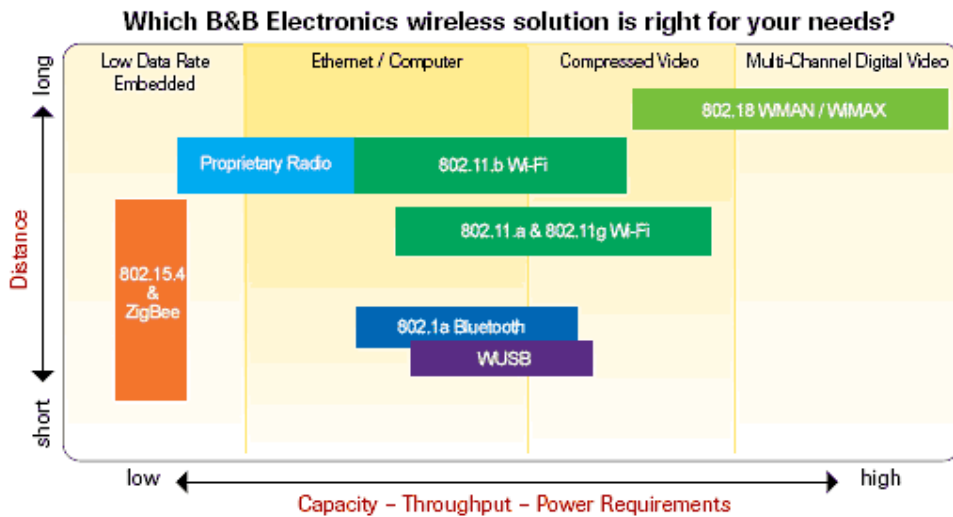 Which B&B Electronics wireless solution is right for your needs?
Low Data Rate
Embedded
Ethernet / Computer
Compressed Video
Multi-Channel Digital Video
long
Distance
short
802.18 WMAN / WiMAX
Proprietary Radio
802.11.b Wi-Fi
802.11.a & 802.11g Wi-Fi
802.15.4
&
ZigBee
802.1a Bluetooth
WUSB
low
high
Capacity – Throughput – Power Requirements